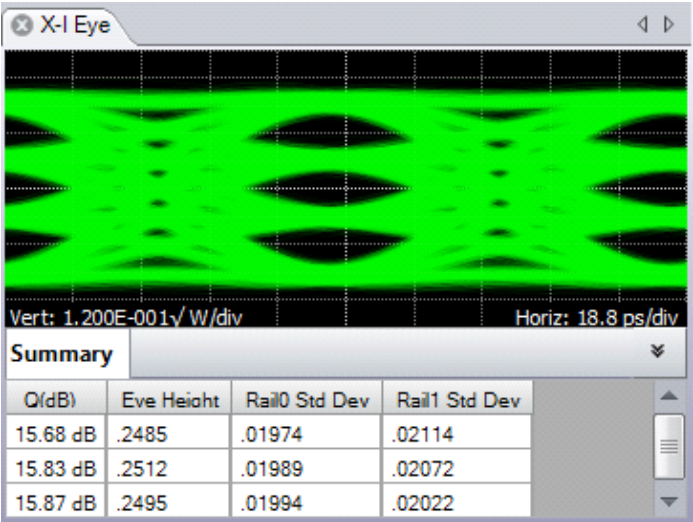 X-I Eye
Vert: 1.200E-001√ W/div Horiz: 18.8 ps/div
Summary
Q(dB) Eye Height Rail0 Std Dev Rail1 Std Dev
15.68 dB .2485 .01974 .02114
15.83 dB .2512 .01989 .02072
15.87 dB .2495 .01994 .02022